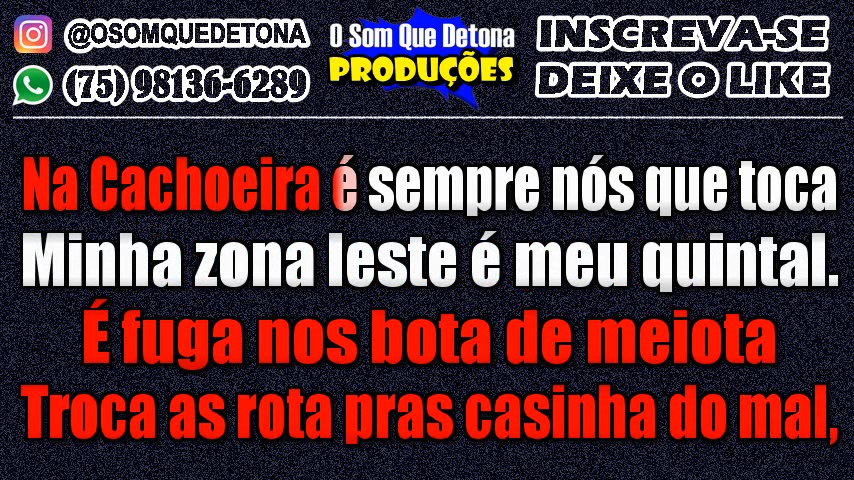 @OSOMQUEDETONA
(75) 98136-6289
O Som Que Detona
PRODUÇÕES
INSCREVA-SE
DEIXE O LIKE
Na Cachoeira é sempre nós que toca
Minha zona leste é meu quintal.
É fuga nos bota de meiota
Troca as rota pras casinha do mal,